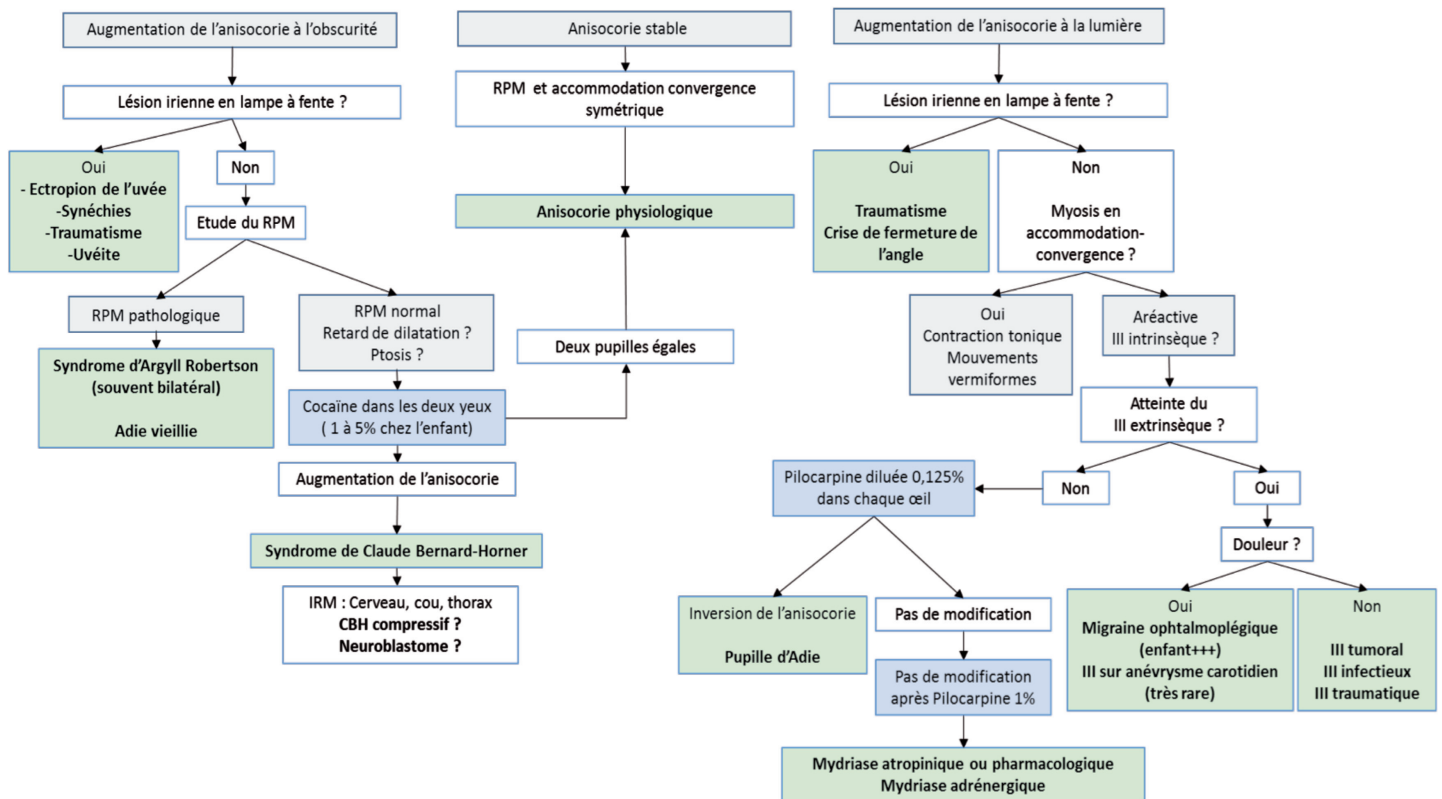 Augmentation de l'anisocorie à l'obscurité
Lésion irienne en lampe à fente ?
Oui
- Ectropion de l'uvée
-Synéchies
-Traumatisme
-Uvéite
Non
Etude du RPM
RPM pathologique
Syndrome d'Argyll Robertson
(souvent bilatéral)
Adie vieillie
RPM normal
Retard de dilatation ?
Ptosis ?
Cocaïne dans les deux yeux
( 1 à 5% chez l'enfant)
Augmentation de l'anisocorie
Syndrome de Claude Bernard-Horner
IRM : Cerveau, cou, thorax
CBH compressif ?
Neuroblastome ?
Anisocorie stable
RPM et accommodation convergence
symétrique
Anisocorie physiologique
Deux pupilles égales
Augmentation de l'anisocorie à la lumière
Lésion irienne en lampe à fente ?
Oui
Traumatisme
Crise de fermeture de
l'angle
Non
Myosis en
accommodation-
convergence ?
Oui
Contraction tonique
Mouvements
vermiformes
Aréactive
III intrinsèque ?
Atteinte du
III extrinsèque ?
Non
Oui
Pilocarpine diluée 0,125%
dans chaque œil
Douleur ?
Inversion de l'anisocorie
Pupille d'Adie
Pas de modification
Pas de modification
après Pilocarpine 1%
Mydriase atropinique ou pharmacologique
Mydriase adrénergique
Oui
Migraine ophtalmoplégique
(enfant+++)
III sur anévrysme carotidien
(très rare)
Non
III tumoral
III infectieux
III traumatique